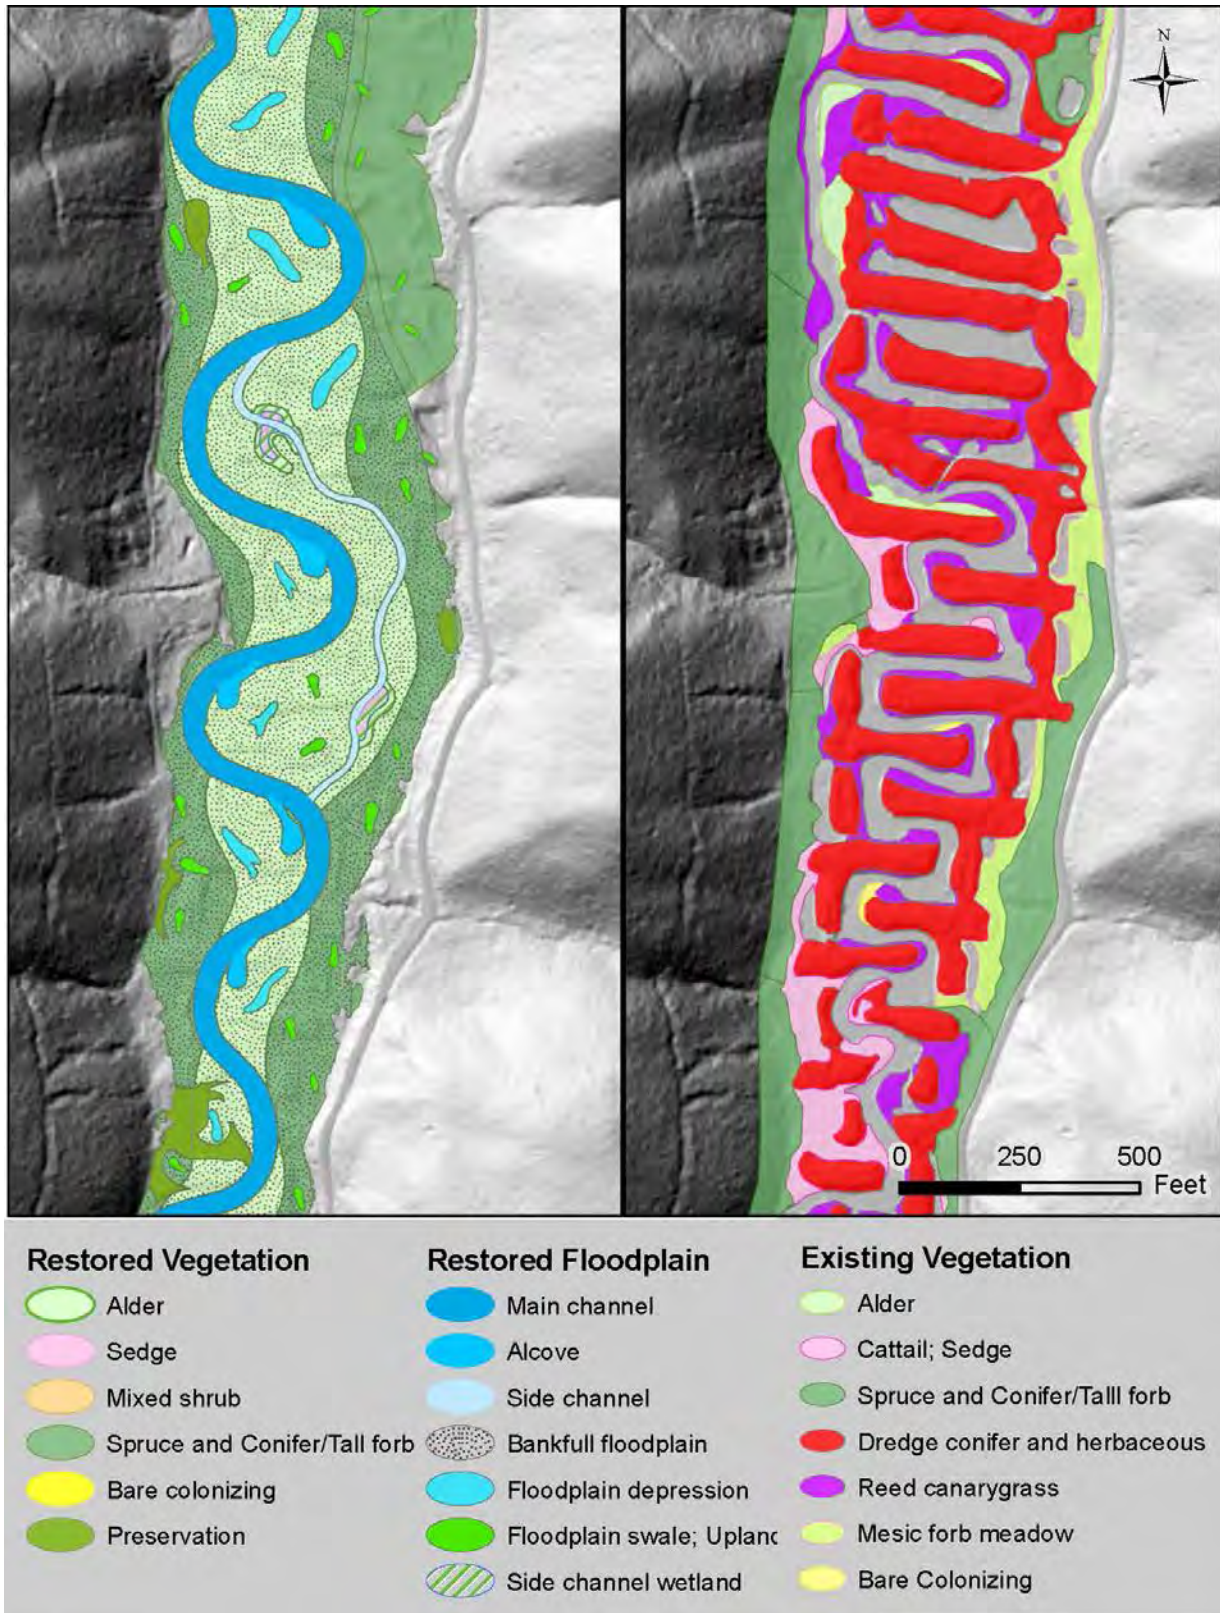 N
0 250 500
Feet
Restored Vegetation
Alder
Sedge
Mixed shrub
Spruce and Conifer/Tall forb
Bare colonizing
Preservation
Restored Floodplain
Main channel
Alcove
Side channel
Bankfull floodplain
Floodplain depression
Floodplain swale; Uplanc
Side channel wetland
Existing Vegetation
Alder
Cattail; Sedge
Spruce and Conifer/Talll forb
Dredge conifer and herbaceous
Reed canarygrass
Mesic forb meadow
Bare Colonizing